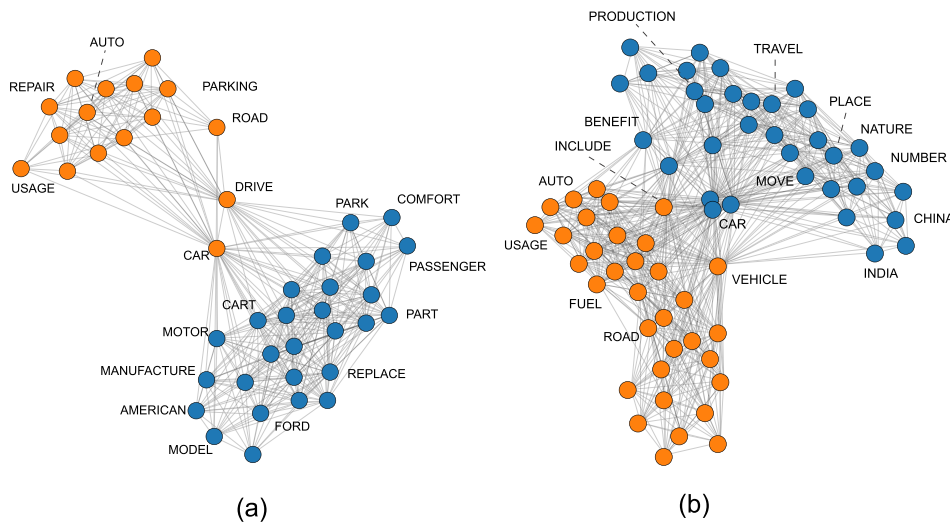 AUTO
REPAIR
PARKING
ROAD
USAGE
DRIVE
PARK
COMFORT
CAR
PASSENGER
CART
PART
MOTOR
MANUFACTURE
REPLACE
AMERICAN
FORD
MODEL
(a)
PRODUCTION
TRAVEL
PLACE
BENEFIT
NATURE
INCLUDE
NUMBER
AUTO
MOVE
CAR
CHINA
USAGE
INDIA
VEHICLE
FUEL
ROAD
(b)